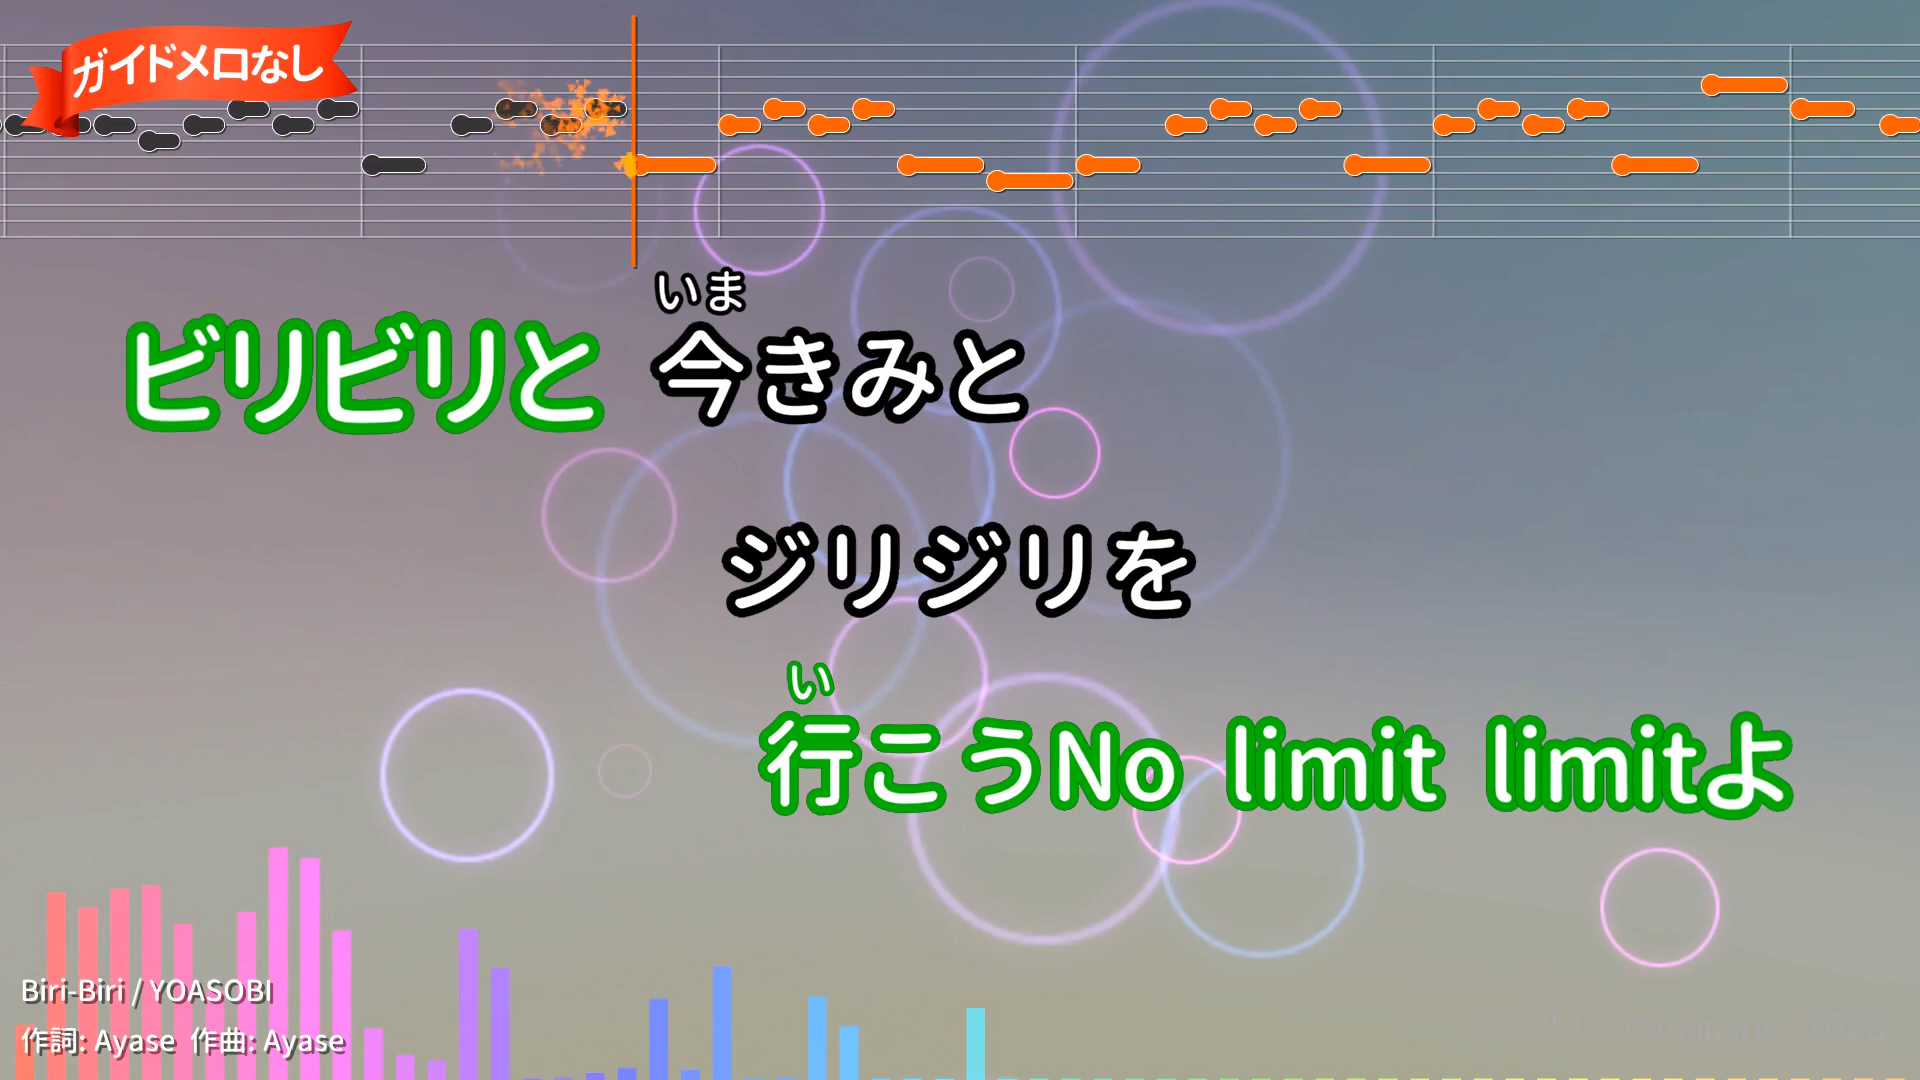 ガイドメロなし
いま
ビリビリと 今きみと
ジリジリを
い
行こうNo limit limitよ
Biri-Biri / YOASOBI
作詞: Ayase 作曲: Ayase